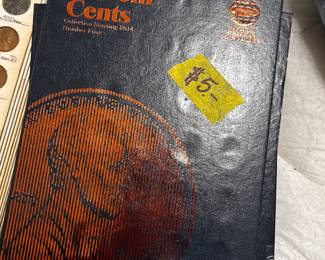 Cents
Collection Starting 2014
Number Four
$5.-